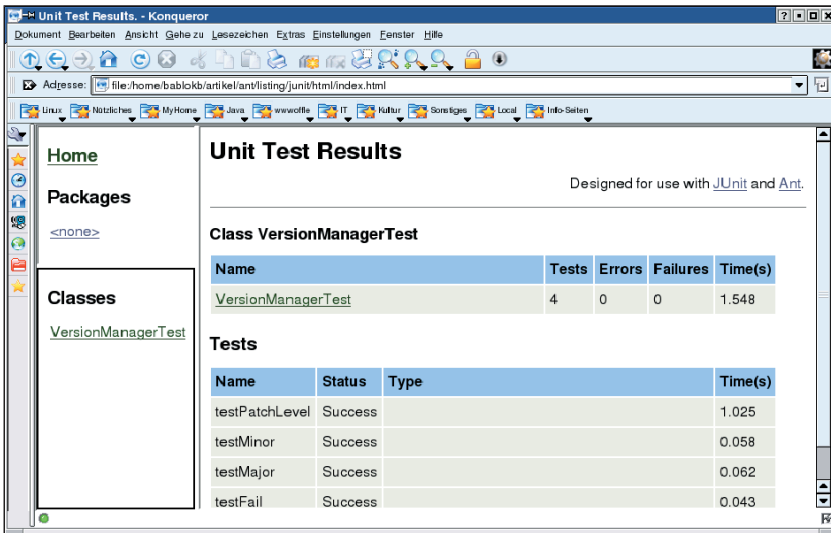 Unit Test Results. - Konqueror
Dokument Bearbeiten Ansicht Gehe zu Lesezeichen Extras Einstellungen Fenster Hilfe
Adresse: file:/home/bablokb/artikel/ant/listing/junit/html/index.html
Linux Nützliches MyHome Java wwwoffle IT Kultur Sonstiges Local Info-Seiten
Home
Packages
<none>
Classes
VersionManagerTest
Unit Test Results
Designed for use with JUnit and Ant.
Class VersionManagerTest
Name Tests Errors Failures Time(s)
VersionManagerTest 4 0 0 1.548
Tests
Name Status Type Time(s)
testPatchLevel Success 1.025
testMinor Success 0.058
testMajor Success 0.062
testFail Success 0.043